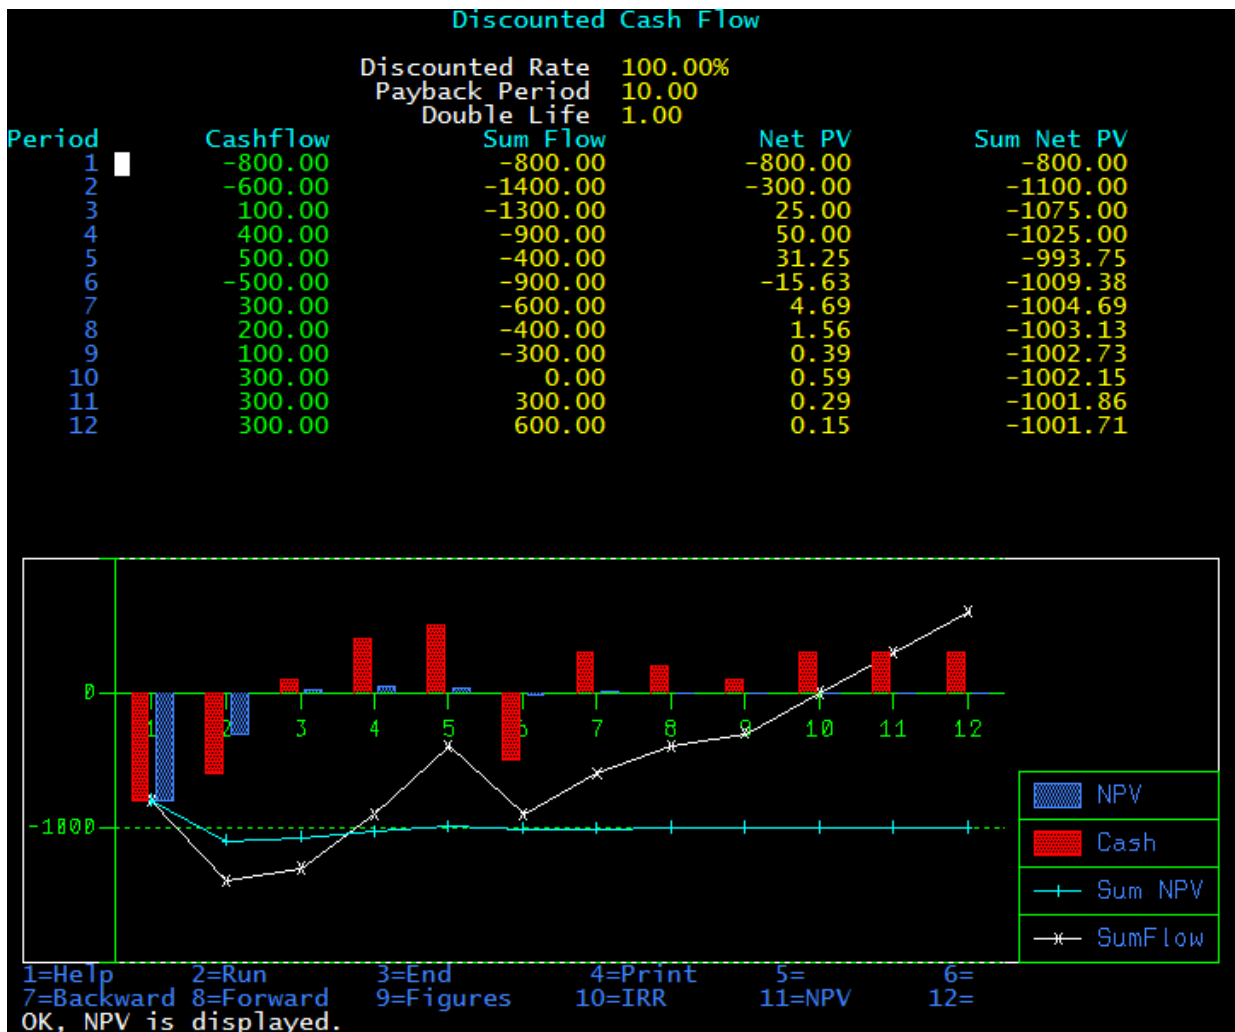 Discounted Cash Flow
Discounted Rate 100.00%
Payback Period 10.00
Double Life 1.00
Period Cashflow Sum Flow Net PV Sum Net PV
1 -800.00 -800.00 -800.00 -800.00
2 -600.00 -1400.00 -300.00 -1100.00
3 100.00 -1300.00 25.00 -1075.00
4 400.00 -900.00 50.00 -1025.00
5 500.00 -400.00 31.25 -993.75
6 -500.00 -900.00 -15.63 -1009.38
7 300.00 -600.00 4.69 -1004.69
8 200.00 -400.00 1.56 -1003.13
9 100.00 -300.00 0.39 -1002.73
10 300.00 0.00 0.59 -1002.15
11 300.00 300.00 0.29 -1001.86
12 300.00 600.00 0.15 -1001.71
0
1 2 3 4 5 6 7 8 9 10 11 12
NPV
Cash
Sum NPV
SumFlow
1=Help 2=Run 3=End 4=Print 5= 6=
7=Backward 8=Forward 9=Figures 10=IRR 11=NPV 12=
OK, NPV is displayed.